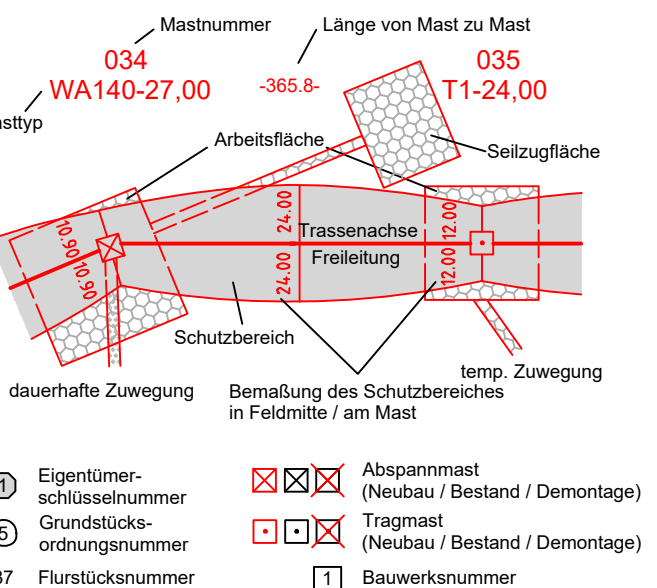 Mastnummer
Länge von Mast zu Mast
034
035
WA140-27,00
-365.8-
T1-24,00
Arbeitsfläche
Seilzugfläche
10.90
10.90
24.00
24.00
12.00
12.00
Trassenachse
Freileitung
Schutzbereich
dauerhafte Zuwegung
temp. Zuwegung
Bemaßung des Schutzbereiches
in Feldmitte / am Mast
1
Eigentümer-
schlüsselnummer
5
Grundstücks-
ordnungsnummer
37
Flurstücksnummer
Abspannmast
(Neubau / Bestand / Demontage)
Tragmast
(Neubau / Bestand / Demontage)
1
Bauwerksnummer